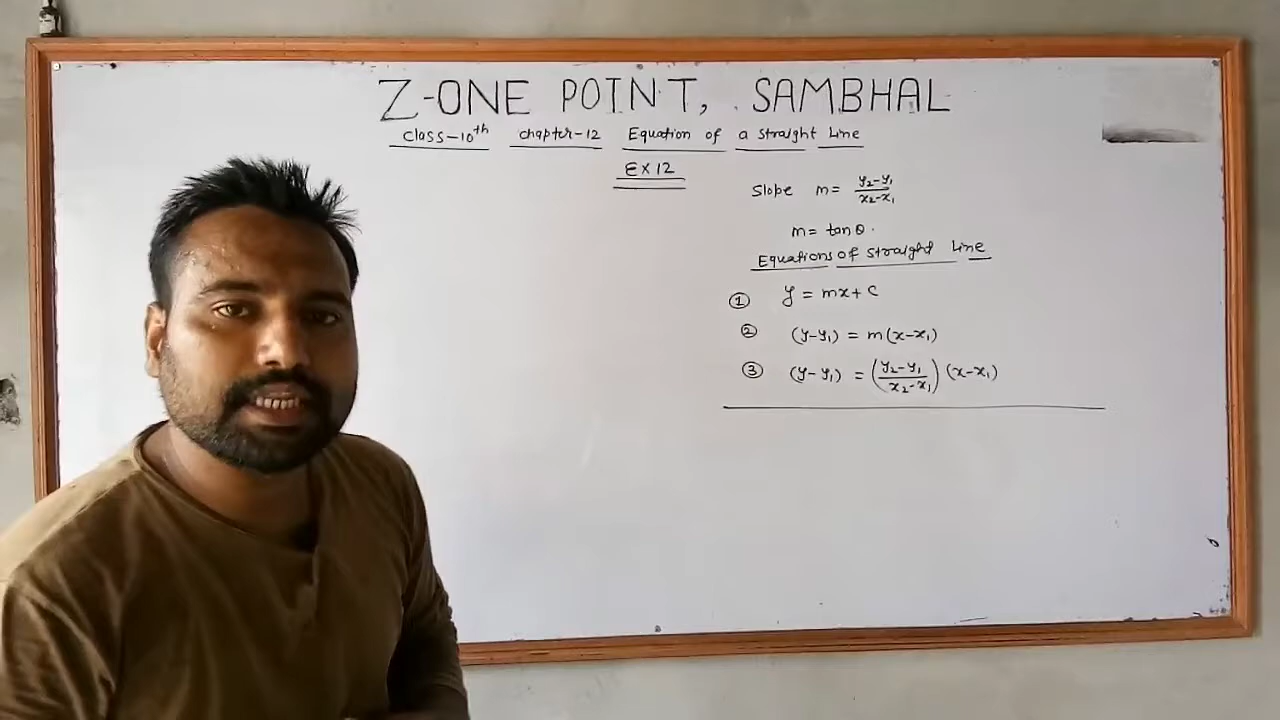 Z-ONE POINT, SAMBHAL
Class-10th chapter-12 Equation of a straight Line
EX 12
Slope m = y₂-y₁/x₂-x₁
m = tan θ.
Equations of straight Line
① y = mx + c
② (y-y₁) = m(x-x₁)
③ (y-y₁) = (y₂-y₁/x₂-x₁) (x-x₁)